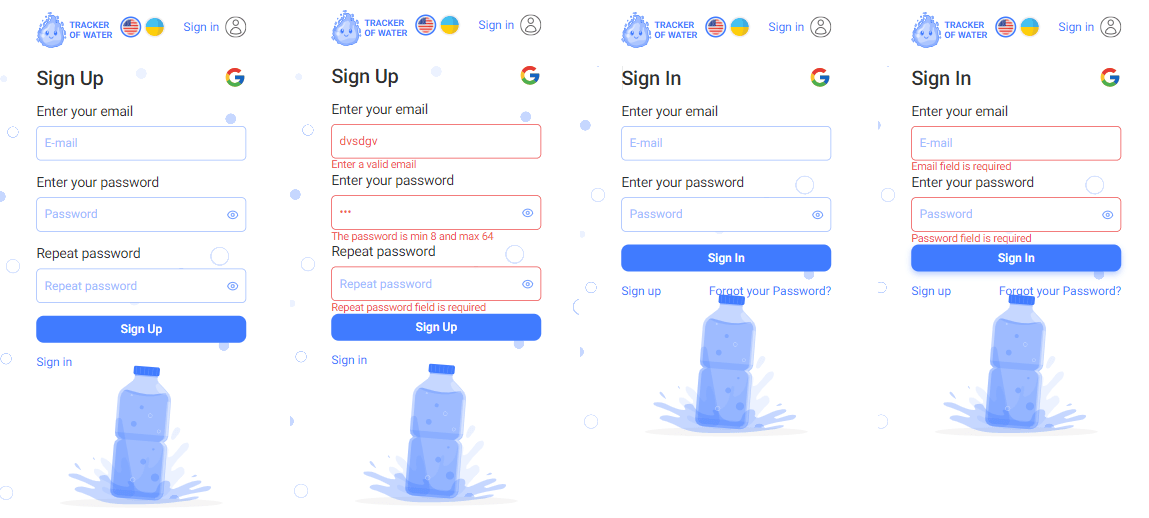 TRACKER
OF WATER
Sign in
Sign Up
Enter your email
E-mail
Enter your password
Password
Repeat password
Repeat password
Sign Up
Sign in
TRACKER
OF WATER
Sign in
Sign Up
Enter your email
dvsdgv
Enter a valid email
Enter your password
•••
The password is min 8 and max 64
Repeat password
Repeat password
Repeat password field is required
Sign Up
Sign in
TRACKER
OF WATER
Sign in
Sign In
Enter your email
E-mail
Enter your password
Password
Sign In
Sign up
Forgot your Password?
TRACKER
OF WATER
Sign in
Sign In
Enter your email
E-mail
Email field is required
Enter your password
Password
Password field is required
Sign In
Sign up
Forgot your Password?